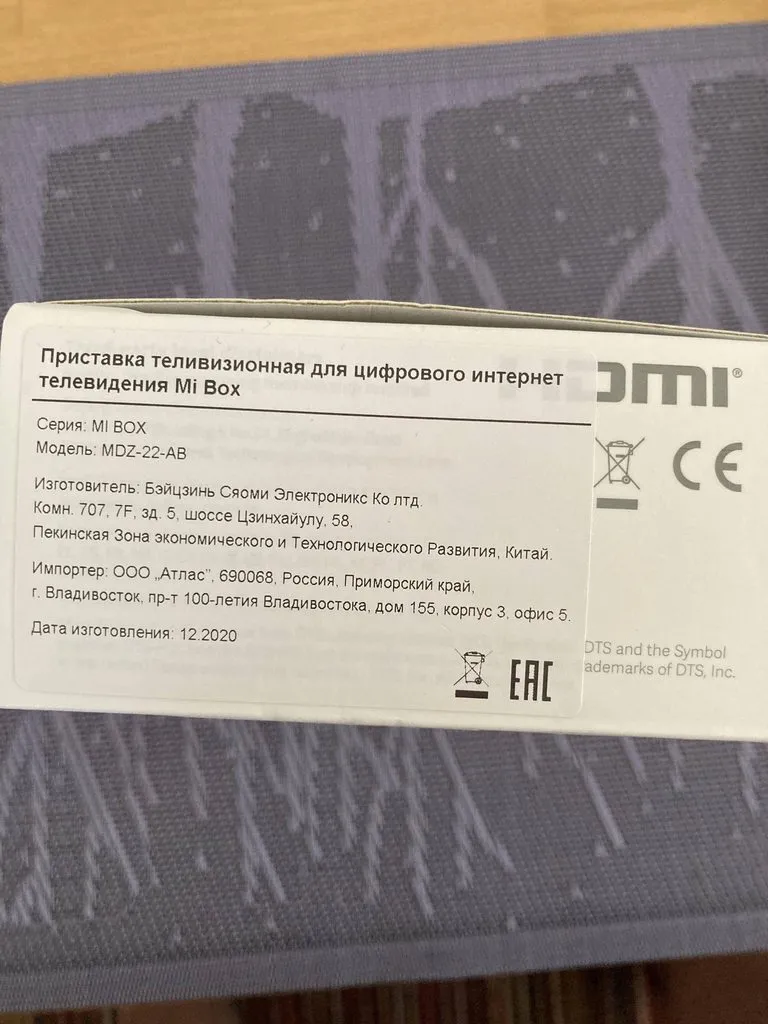 Приставка теливизионная для цифрового интернет
телевидения Mi Box
Серия: MI BOX
Модель: MDZ-22-AB
Изготовитель: Бэйцзинь Сяоми Электроникс Ко лтд.
Комн. 707, 7F, зд. 5, шоссе Цзинхайулу, 58,
Пекинская Зона экономического и Технологического Развития, Китай.
Импортер: ООО „Атлас", 690068, Россия, Приморский край,
г. Владивосток, пр-т 100-летия Владивостока, дом 155, корпус 3, офис 5.
Дата изготовления: 12.2020
EAC
HDMI®
CE
DTS and the Symbol
trademarks of DTS, Inc.